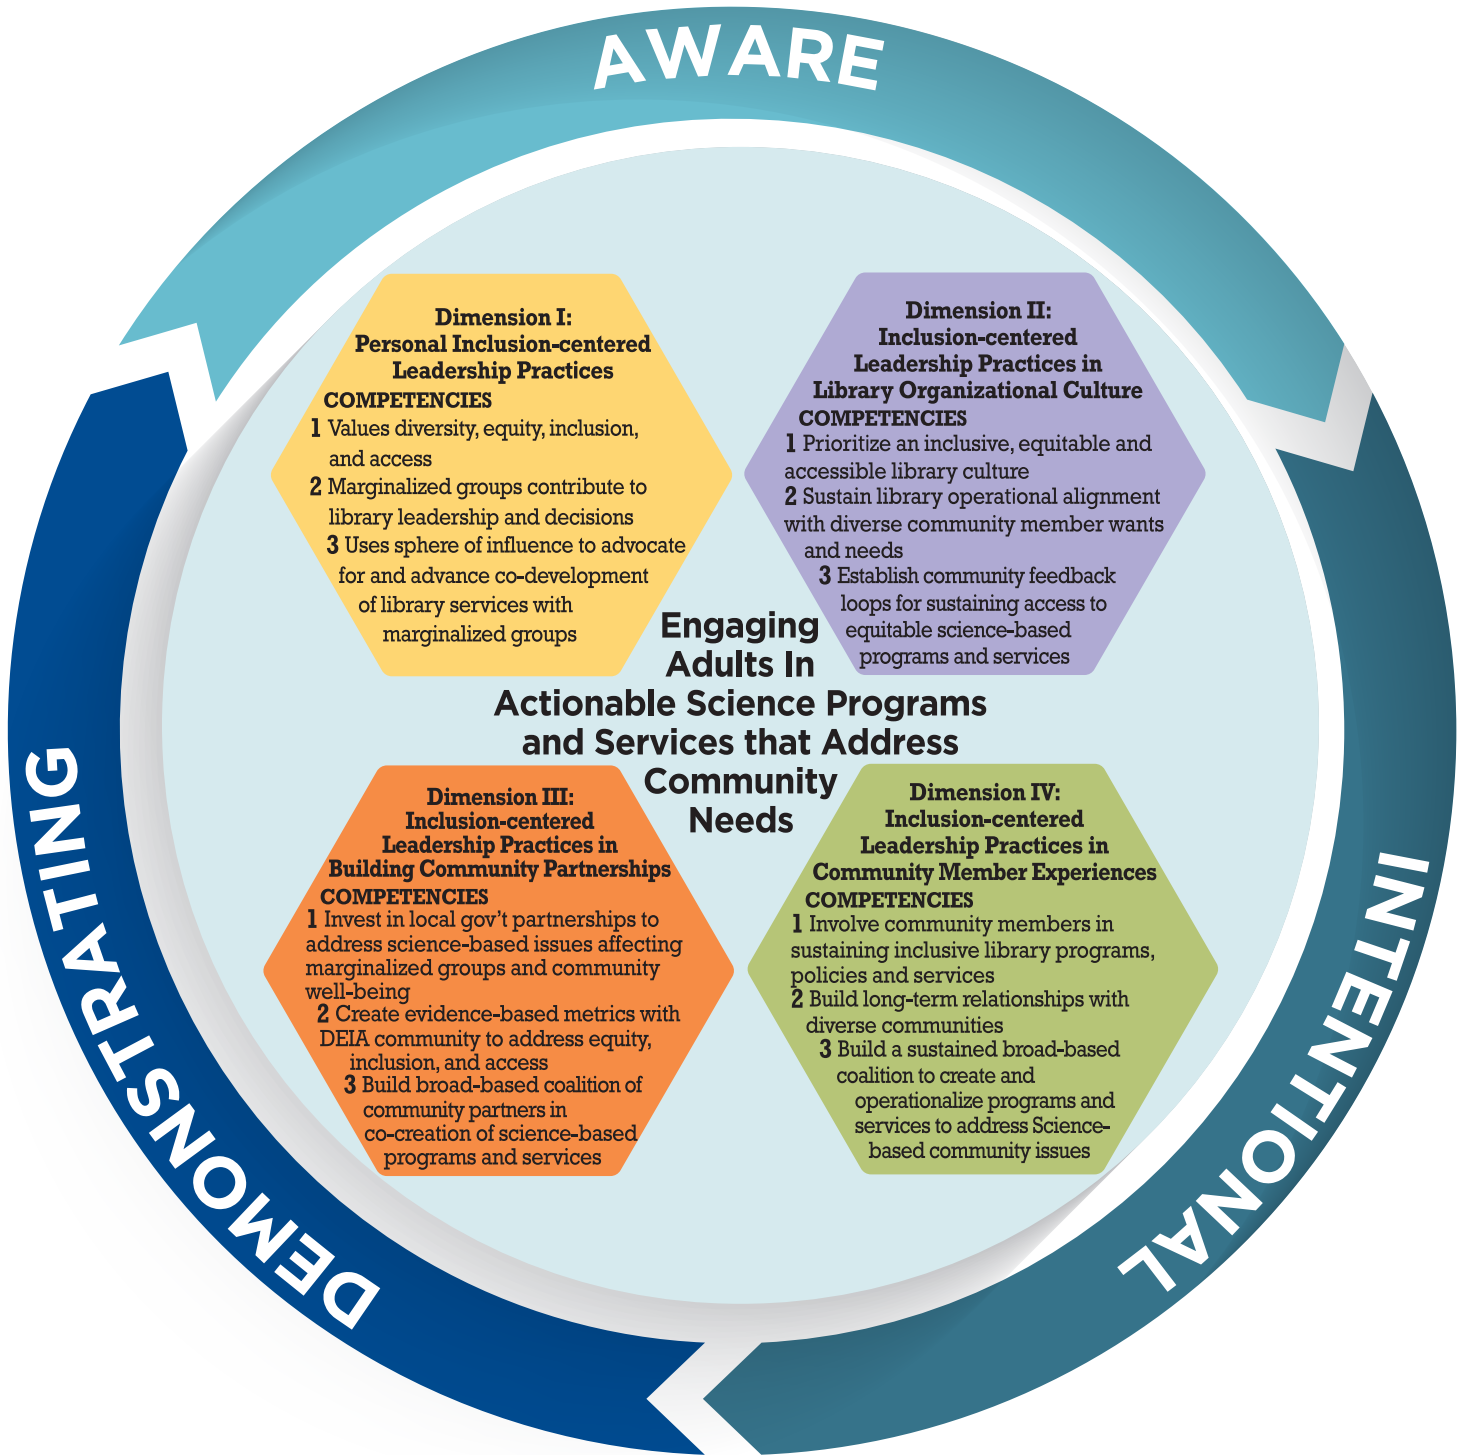 AWARE
Dimension I:
Personal Inclusion-centered
Leadership Practices
COMPETENCIES
1 Values diversity, equity, inclusion,
and access
2 Marginalized groups contribute to
library leadership and decisions
3 Uses sphere of influence to advocate
for and advance co-development
of library services with
marginalized groups
Dimension II:
Inclusion-centered
Leadership Practices in
Library Organizational Culture
COMPETENCIES
1 Prioritize an inclusive, equitable and
accessible library culture
2 Sustain library operational alignment
with diverse community member wants
and needs
3 Establish community feedback
loops for sustaining access to
equitable science-based
programs and services
Engaging
Adults In
Actionable Science Programs
and Services that Address
Community
Needs
Dimension III:
Inclusion-centered
Leadership Practices in
Building Community Partnerships
COMPETENCIES
1 Invest in local gov't partnerships to
address science-based issues affecting
marginalized groups and community
well-being
2 Create evidence-based metrics with
DEIA community to address equity,
inclusion, and access
3 Build broad-based coalition of
community partners in
co-creation of science-based
programs and services
Dimension IV:
Inclusion-centered
Leadership Practices in
Community Member Experiences
COMPETENCIES
1 Involve community members in
sustaining inclusive library programs,
policies and services
2 Build long-term relationships with
diverse communities
3 Build a sustained broad-based
coalition to create and
operationalize programs and
services to address Science-
based community issues
INTENTIONAL
DEMONSTRATING